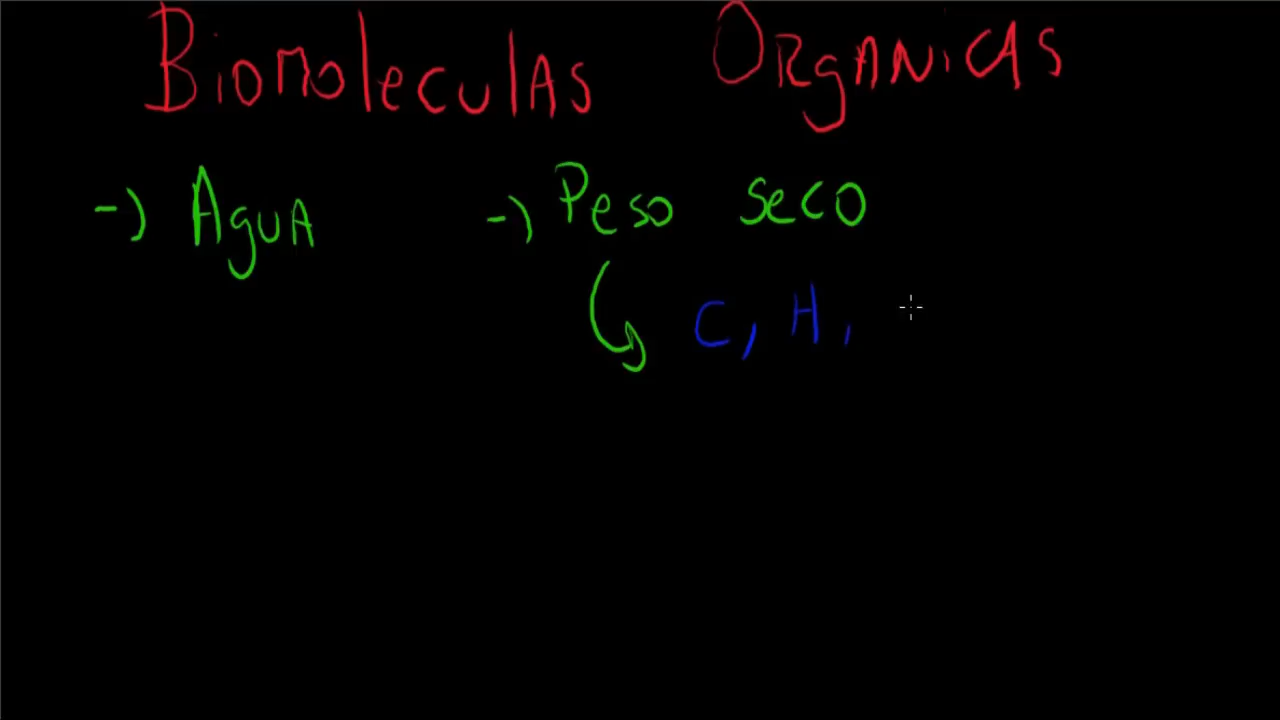 BiomoleculAs OrgANicAs
-) AguA -) Peso seco
C, H,